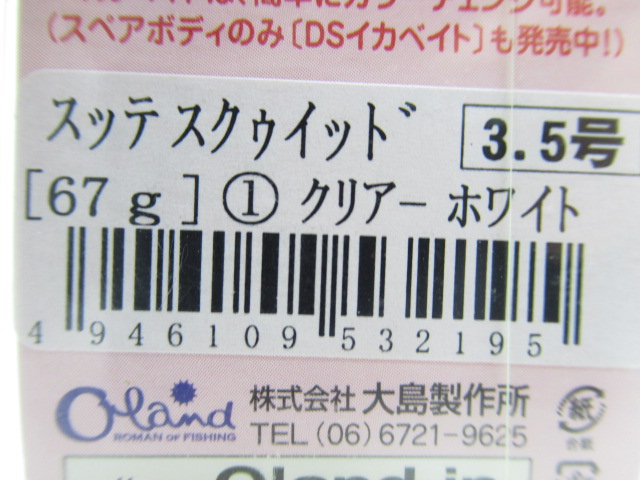 (スペアボディのみ〔DSイカベイト〕も発売中!)
スッテ スクゥイッド
3.5号
[67g] ① クリアー ホワイト
4 946109 532195
Oland
ROMAN OF FISHING
株式会社 大島製作所
TEL (06) 6721-9625
紙